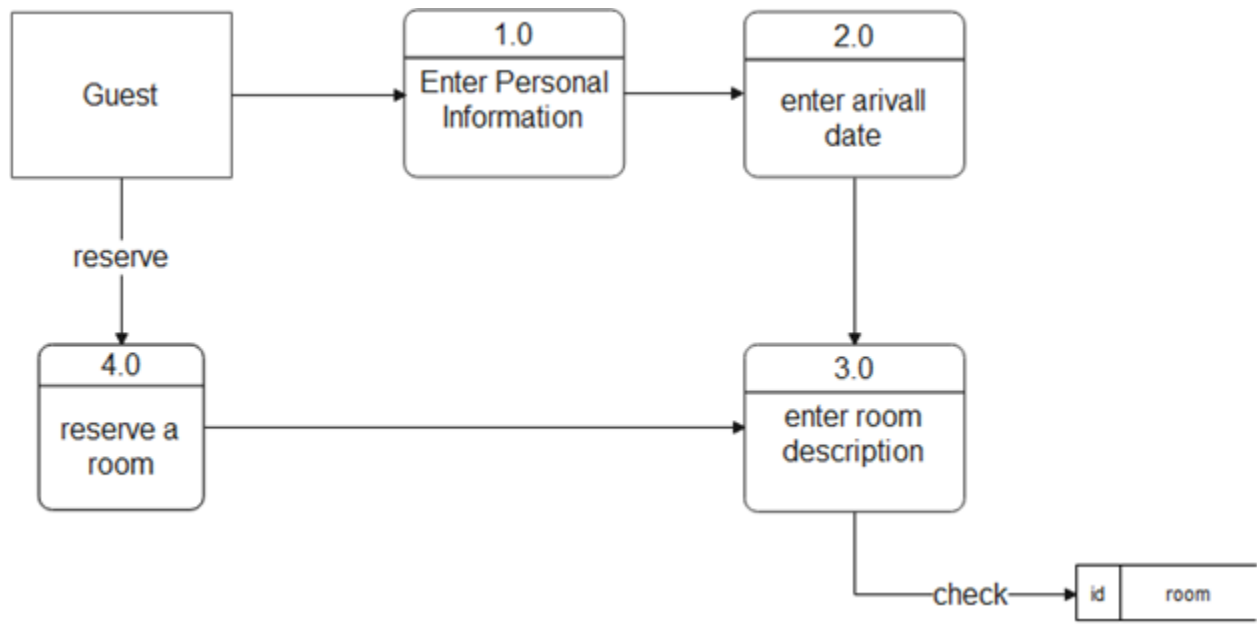 Guest
1.0
Enter Personal
Information
2.0
enter arivall
date
reserve
4.0
reserve a
room
3.0
enter room
description
check
id
room